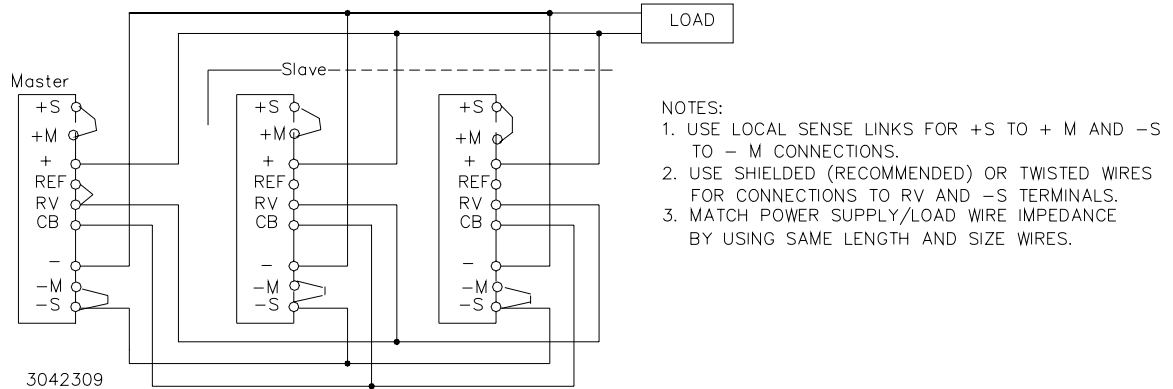 LOAD
Slave
Master
+S
+M
+
REF
RV
CB
-
-M
-S
+S
+M
+
REF
RV
CB
-
-M
-S
+S
+M
+
REF
RV
CB
-
-M
-S
NOTES:
1. USE LOCAL SENSE LINKS FOR +S TO + M AND -S
TO - M CONNECTIONS.
2. USE SHIELDED (RECOMMENDED) OR TWISTED WIRES
FOR CONNECTIONS TO RV AND -S TERMINALS.
3. MATCH POWER SUPPLY/LOAD WIRE IMPEDANCE
BY USING SAME LENGTH AND SIZE WIRES.
3042309